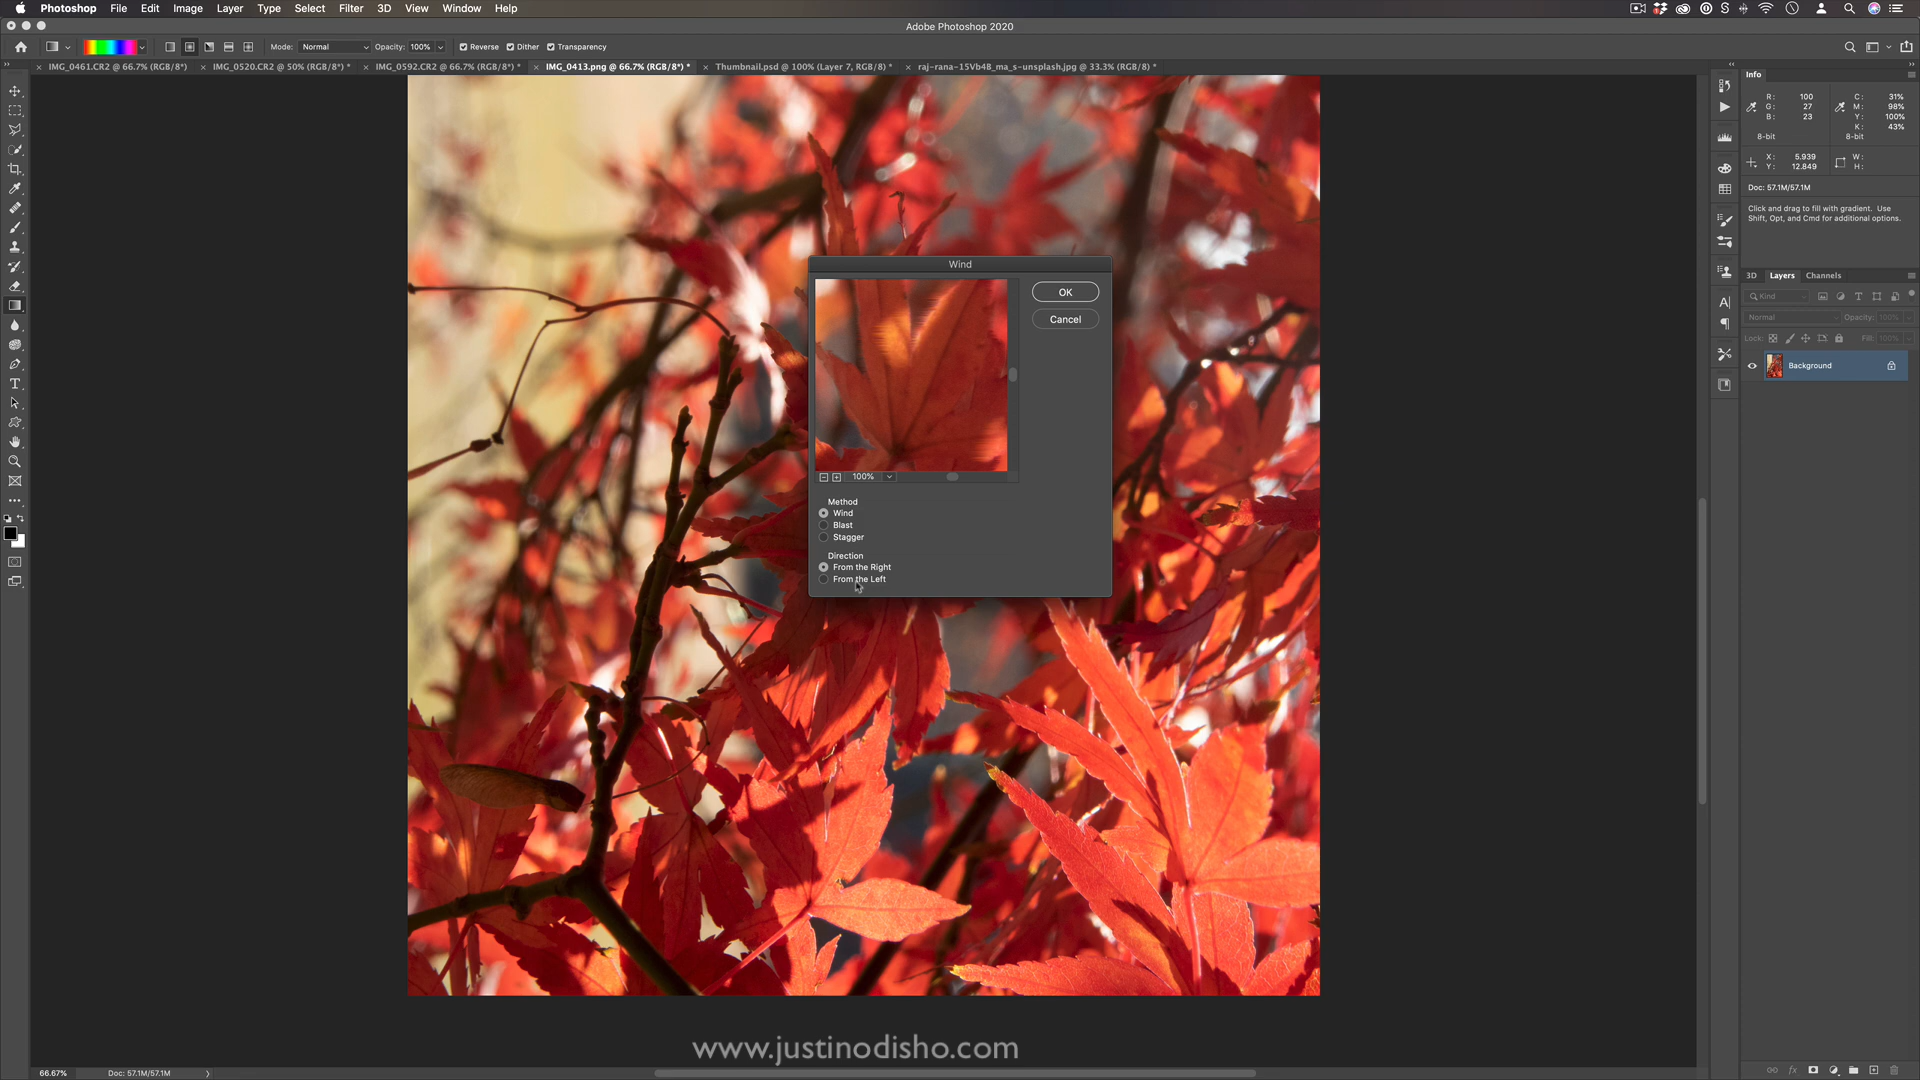 Photoshop File Edit Image Layer Type Select Filter 3D View Window Help
Adobe Photoshop 2020
Mode: Normal Opacity: 100% Reverse Dither Transparency
IMG_0461.CR2 @ 66.7% (RGB/8*) IMG_0520.CR2 @ 50% (RGB/8*) * IMG_0592.CR2 @ 66.7% (RGB/8*) * IMG_0413.png @ 66.7% (RGB/8*) * Thumbnail.psd @ 100% (Layer 7, RGB/8) * raj-rana-15Vb4B_ma_s-unsplash.jpg @ 33.3% (RGB/8) *
Wind
OK
Cancel
100%
Method
Wind
Blast
Stagger
Direction
From the Right
From the Left
Info
R: 100 C: 31%
G: 27 M: 98%
B: 23 Y: 100%
K: 43%
8-bit 8-bit
X: 5.939 W:
Y: 12.849 H:
Doc: 57.1M/57.1M
Click and drag to fill with gradient. Use
Shift, Opt, and Cmd for additional options.
3D Layers Channels
Kind
Normal Opacity: 100%
Lock: Fill: 100%
Background
www.justinodisho.com
66.67% Doc: 57.1M/57.1M